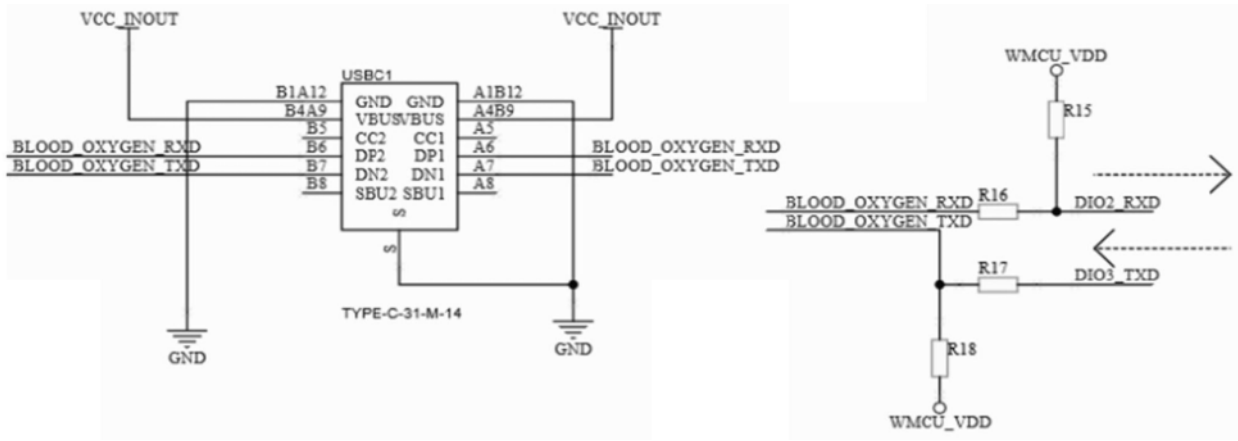 VCC_INOUT
VCC_INOUT
USBC1
B1A12 GND GND A1B12
B4A9 VBUS VBUS A4B9
B5 CC2 CC1 A5
BLOOD_OXYGEN_RXD B6 DP2 DP1 A6 BLOOD_OXYGEN_RXD
BLOOD_OXYGEN_TXD B7 DN2 DN1 A7 BLOOD_OXYGEN_TXD
B8 SBU2 SBU1 A8
S
S
TYPE-C-31-M-14
GND
GND
WMCU_VDD
R15
BLOOD_OXYGEN_RXD R16 DIO2_RXD
BLOOD_OXYGEN_TXD
R17 DIO3_TXD
R18
WMCU_VDD